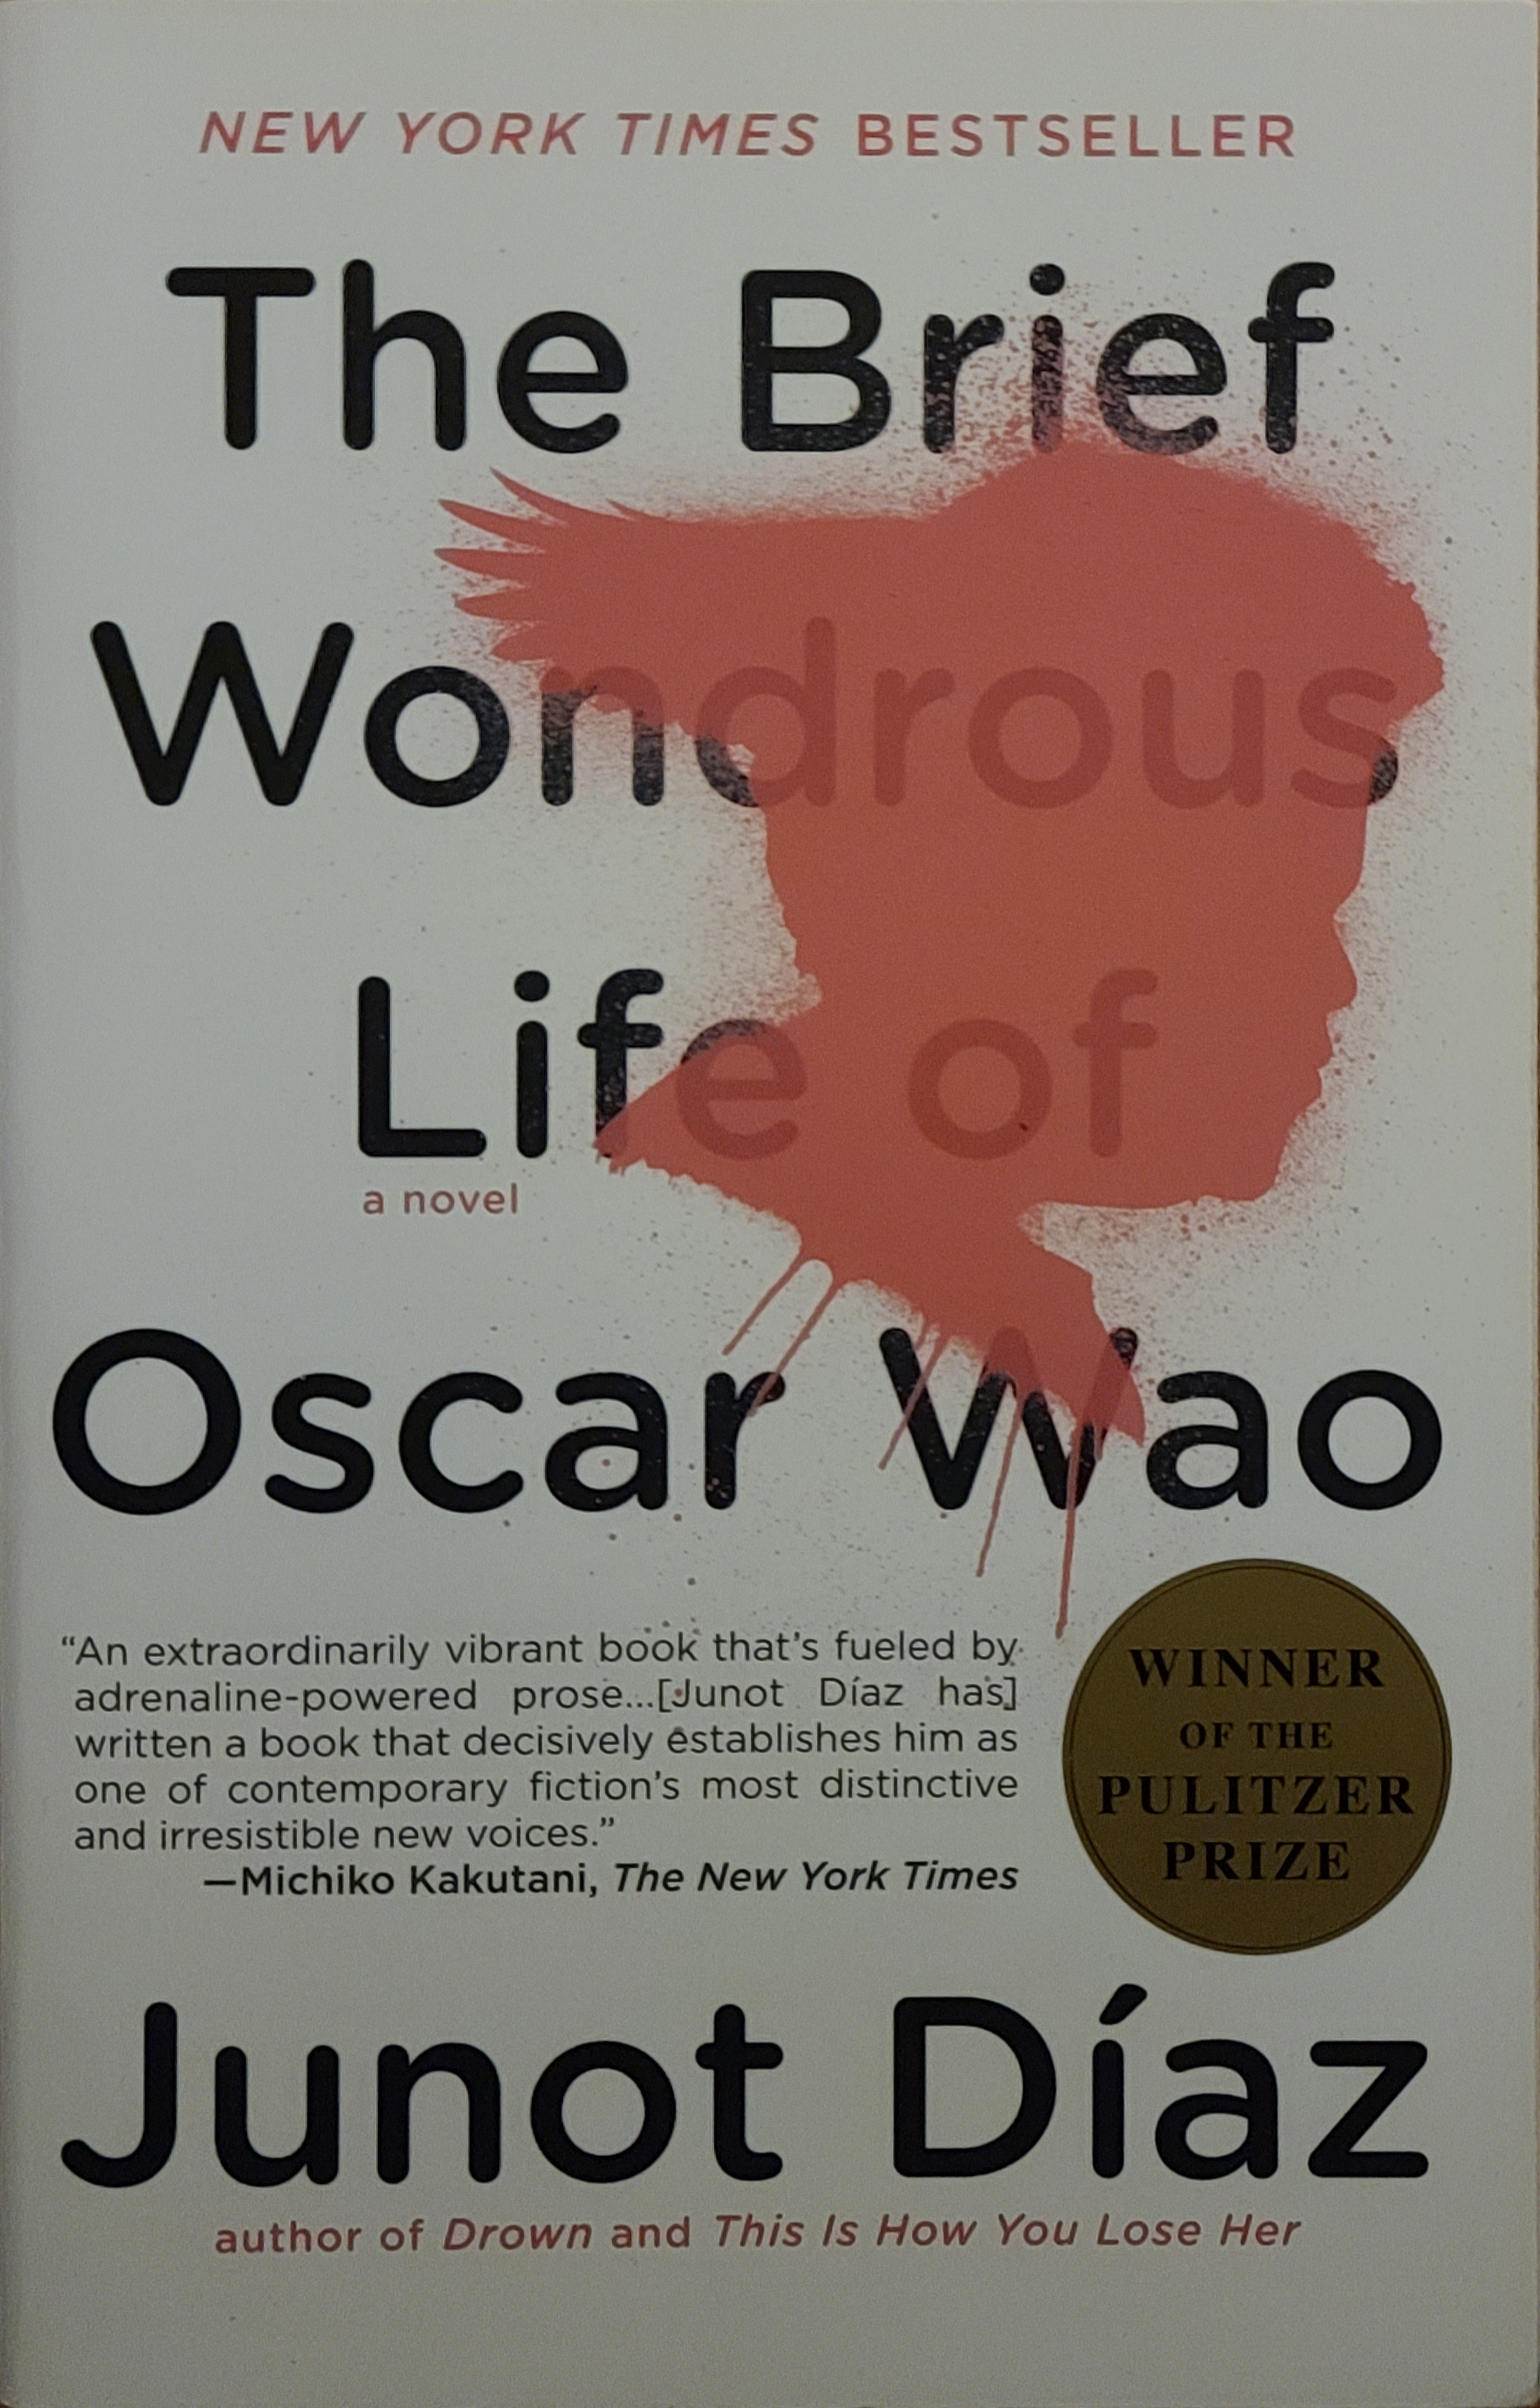 NEW YORK TIMES BESTSELLER
The Brief
Wondrous
Life of
a novel
Oscar Wao
“An extraordinarily vibrant book that’s fueled by
adrenaline-powered prose...[Junot Díaz has]
written a book that decisively establishes him as
one of contemporary fiction’s most distinctive
and irresistible new voices.”
—Michiko Kakutani, The New York Times
WINNER
OF THE
PULITZER
PRIZE
Junot Díaz
author of Drown and This Is How You Lose Her